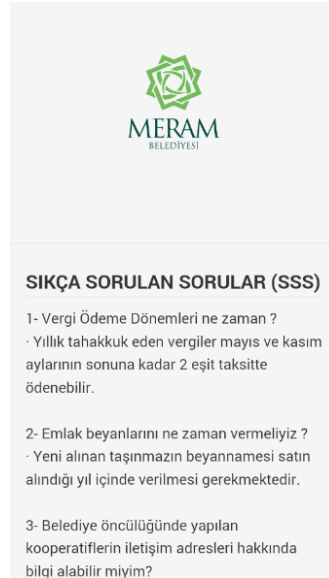 MERAM
BELEDİYESİ
SIKÇA SORULAN SORULAR (SSS)
1- Vergi Ödeme Dönemleri ne zaman ?
· Yıllık tahakkuk eden vergiler mayıs ve kasım
aylarının sonuna kadar 2 eşit taksitte
ödenebilir.
2- Emlak beyanlarını ne zaman vermeliyiz ?
· Yeni alınan taşınmazın beyannamesi satın
alındığı yıl içinde verilmesi gerekmektedir.
3- Belediye öncülüğünde yapılan
kooperatiflerin iletişim adresleri hakkında
bilgi alabilir miyim?